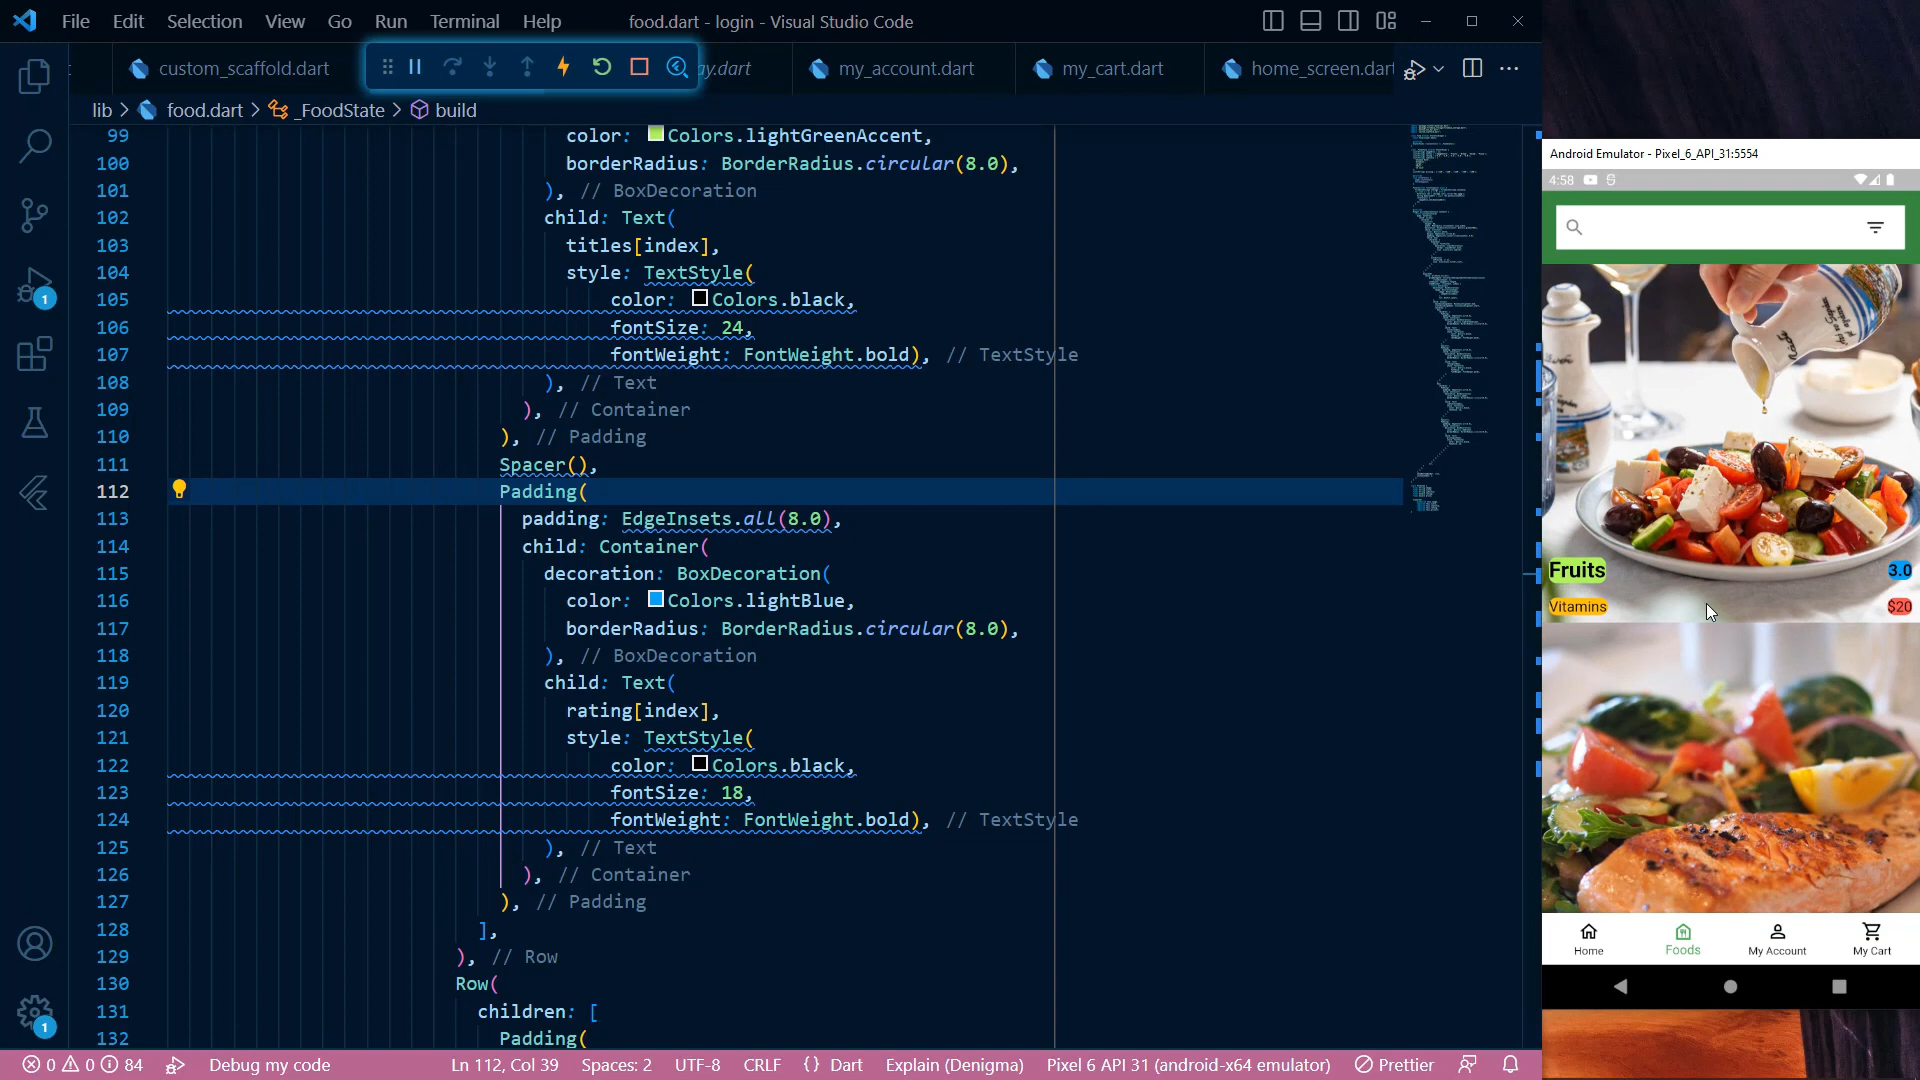 File Edit Selection View Go Run Terminal Help food.dart - login - Visual Studio Code
custom_scaffold.dart
ay.dart
my_account.dart
my_cart.dart
home_screen.dart
lib > food.dart > _FoodState > build
99 color: Colors.lightGreenAccent,
100 borderRadius: BorderRadius.circular(8.0),
101 ), // BoxDecoration
102 child: Text(
103 titles[index],
104 style: TextStyle(
105 color: Colors.black,
106 fontSize: 24,
107 fontWeight: FontWeight.bold), // TextStyle
108 ), // Text
109 ), // Container
110 ), // Padding
111 Spacer(),
112 Padding(
113 padding: EdgeInsets.all(8.0),
114 child: Container(
115 decoration: BoxDecoration(
116 color: Colors.lightBlue,
117 borderRadius: BorderRadius.circular(8.0),
118 ), // BoxDecoration
119 child: Text(
120 rating[index],
121 style: TextStyle(
122 color: Colors.black,
123 fontSize: 18,
124 fontWeight: FontWeight.bold), // TextStyle
125 ), // Text
126 ), // Container
127 ), // Padding
128 ],
129 ), // Row
130 Row(
131 children: [
132 Padding(
1
1
0 0 84 Debug my code Ln 112, Col 39 Spaces: 2 UTF-8 CRLF {} Dart Explain (Denigma) Pixel 6 API 31 (android-x64 emulator) Prettier
Android Emulator - Pixel_6_API_31:5554
4:58
Fruits 3.0
Vitamins $20
Home Foods My Account My Cart